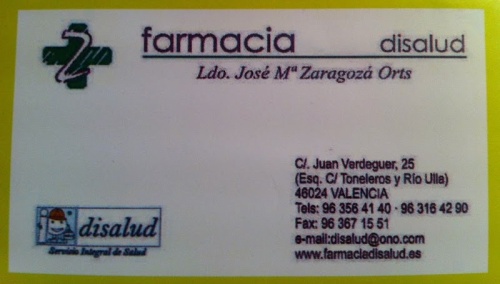 farmacia disalud
Ldo. José Mª Zaragozá Orts
C/. Juan Verdeguer, 25
(Esq. C/ Toneleros y Río Ulla)
46024 VALENCIA
Tels: 96 356 41 40 - 96 316 42 90
Fax: 96 367 15 51
e-mail:disalud@ono.com
www.farmaciadisalud.es
disalud
Servicio Integral de Salud